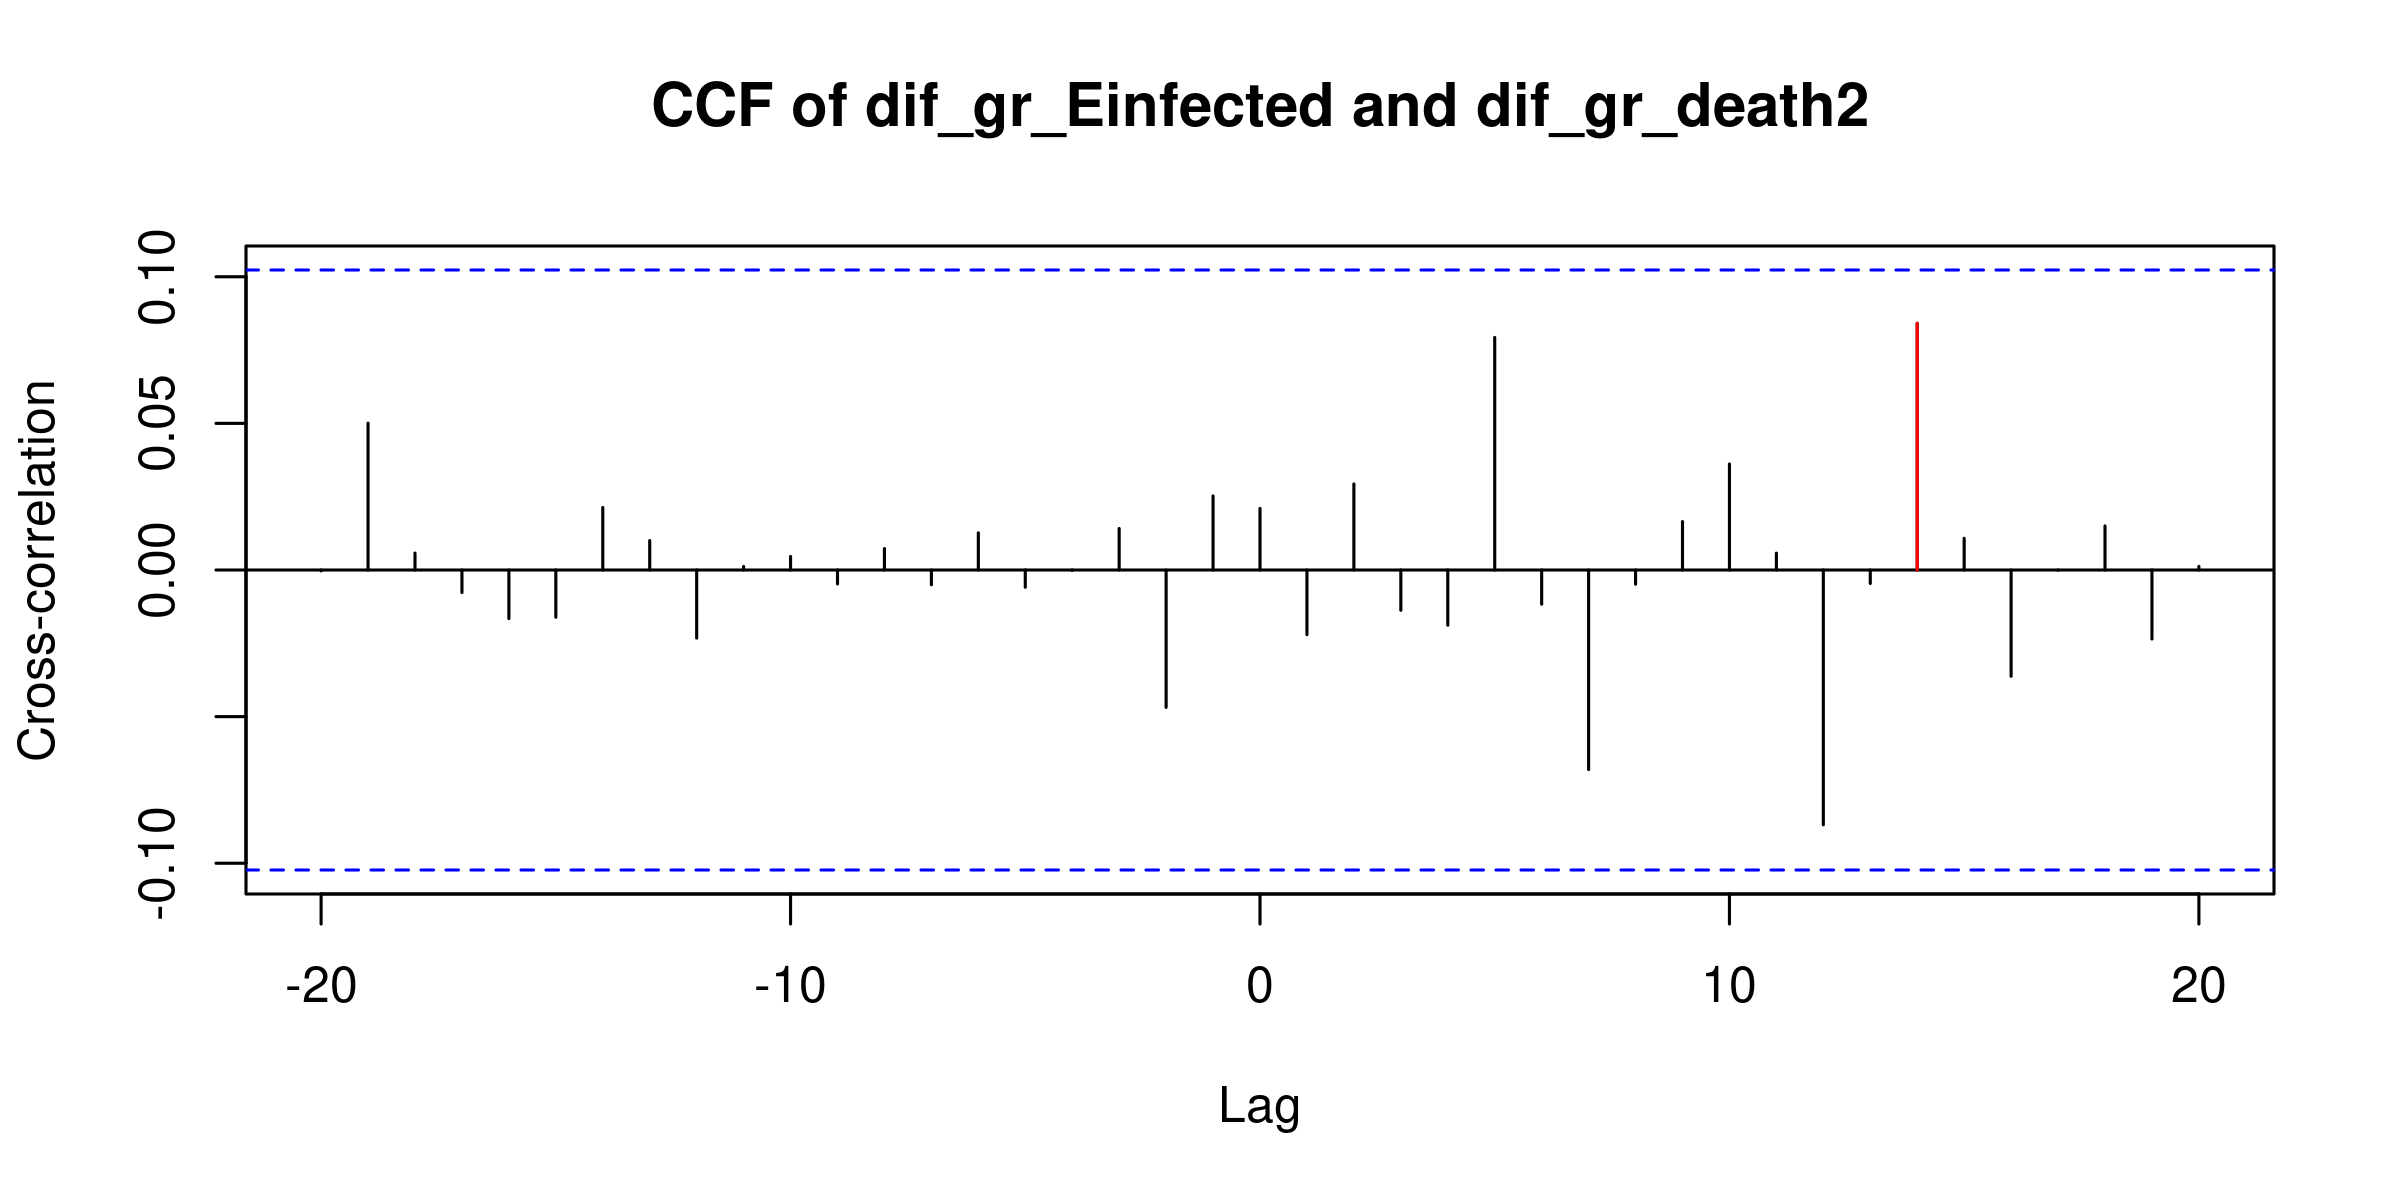 CCF of dif_gr_Einfected and dif_gr_death2
Cross-correlation
0.10
0.05
0.00
-0.10
-20 -10 0 10 20
Lag